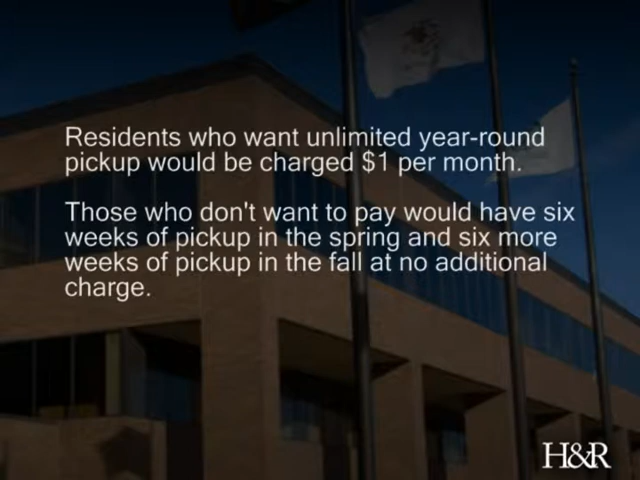 Residents who want unlimited year-round
pickup would be charged $1 per month.
Those who don't want to pay would have six
weeks of pickup in the spring and six more
weeks of pickup in the fall at no additional
charge.
H&R